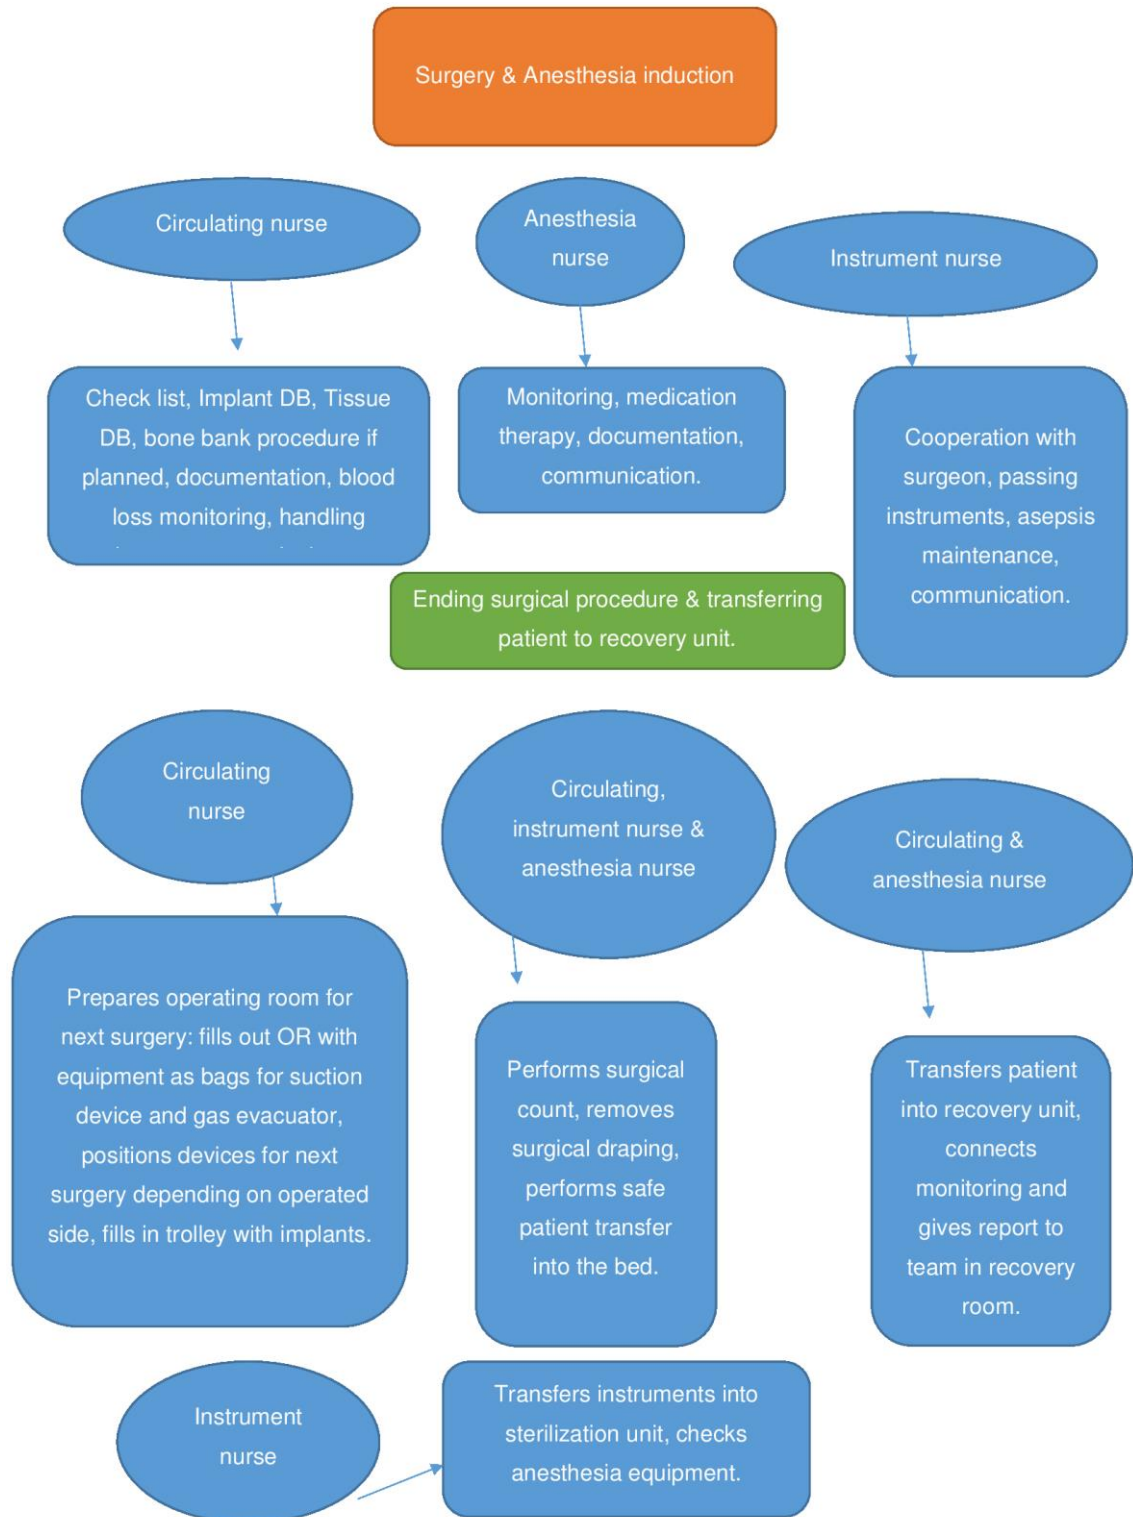 Surgery & Anesthesia induction
Circulating nurse
Anesthesia
nurse
Instrument nurse
Check list, Implant DB, Tissue
DB, bone bank procedure if
planned, documentation, blood
loss monitoring, handling
Monitoring, medication
therapy, documentation,
communication.
Cooperation with
surgeon, passing
instruments, asepsis
maintenance,
communication.
Ending surgical procedure & transferring
patient to recovery unit.
Circulating
nurse
Circulating,
instrument nurse &
anesthesia nurse
Circulating &
anesthesia nurse
Prepares operating room for
next surgery: fills out OR with
equipment as bags for suction
device and gas evacuator,
positions devices for next
surgery depending on operated
side, fills in trolley with implants.
Performs surgical
count, removes
surgical draping,
performs safe
patient transfer
into the bed.
Transfers patient
into recovery unit,
connects
monitoring and
gives report to
team in recovery
room.
Instrument
nurse
Transfers instruments into
sterilization unit, checks
anesthesia equipment.